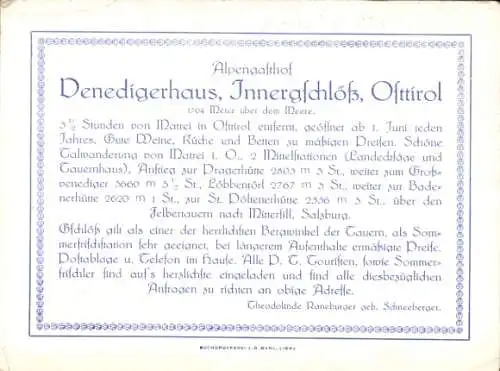 Alpengasthof
Venedigerhaus, Innergschlöß, Osttirol
1704 Meter über dem Meere.
3½ Stunden von Matrei in Osttirol entfernt, geöffnet ab 1. Juni jeden
Jahres. Gute Weine, Küche und Betten zu mäßigen Preisen. Schöne
Talwanderung von Matrei i. O., 2 Mittelstationen (Landecksäge und
Tauernhaus), Anstieg zur Pragerhütte 2803 m 3 St., weiter zum Groß-
venediger 3660 m 3½ St., Löbbentörl 2767 m 3 St., weiter zur Bade-
nerhütte 2620 m 1 St., zur St. Pöltenerhütte 2336 m 3 St., über den
Felbertauern nach Mittersill, Salzburg.
Gschlöß gilt als einer der herrlichsten Bergwinkel der Tauern, als Som-
merfrischstation sehr geeignet, bei längerem Aufenthalte ermäßigte Preise.
Postablage u. Telefon im Hause. Alle P. T. Touristen, sowie Sommer-
frischler sind auf's herzlichste eingeladen und sind alle diesbezüglichen
Anfragen zu richten an obige Adresse.
Theodolinde Raneburger geb. Schneeberger.